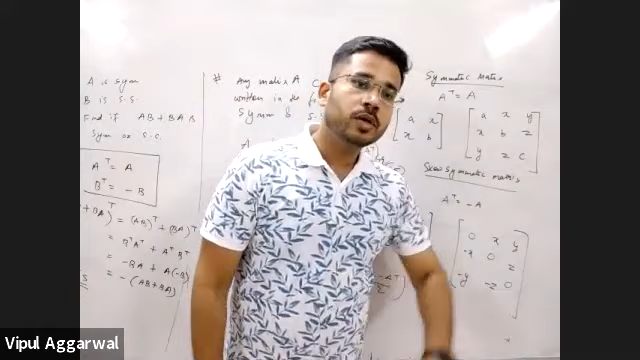 A is sym
B is S.S.
Find if AB + BA is
Sym or S.S.
Aᵀ = A
Bᵀ = -B
+ BA)ᵀ = (AB)ᵀ + (BA)ᵀ
= BᵀAᵀ + AᵀBᵀ
= -BA + A(-B)
= -(AB + BA)
# Any matrix A
written in the
Symm &
Symmetric Matrix
Aᵀ = A
a x
x b
a x y
x b z
y z c
Skew Symmetric matrix
Aᵀ = -A
0 x y
-x 0 z
-y -z 0
Vipul Aggarwal